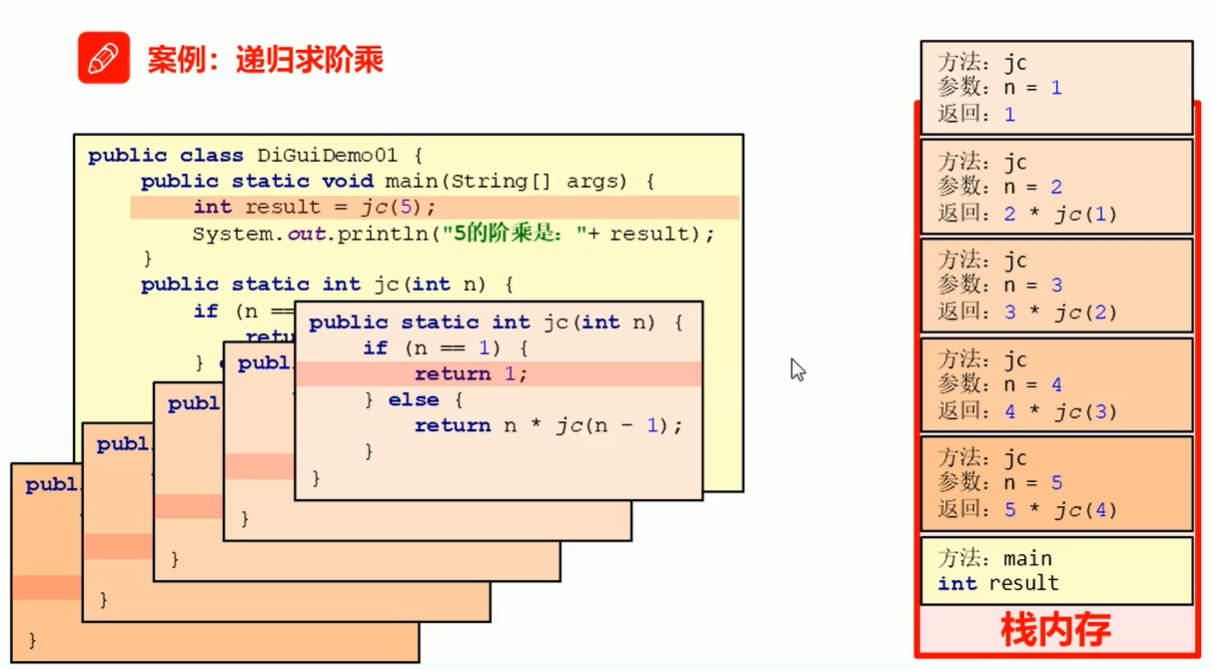 案例：递归求阶乘
public class DiGuiDemo01 {
public static void main(String[] args) {
int result = jc(5);
System.out.println("5的阶乘是："+ result);
}
public static int jc(int n) {
if (n ==
retu
}
public static int jc(int n) {
if (n == 1) {
return 1;
} else {
return n * jc(n - 1);
}
}
publ
}
publ
}
publ
}
publ
}
方法：jc
参数：n = 1
返回：1
方法：jc
参数：n = 2
返回：2 * jc(1)
方法：jc
参数：n = 3
返回：3 * jc(2)
方法：jc
参数：n = 4
返回：4 * jc(3)
方法：jc
参数：n = 5
返回：5 * jc(4)
方法：main
int result
栈内存